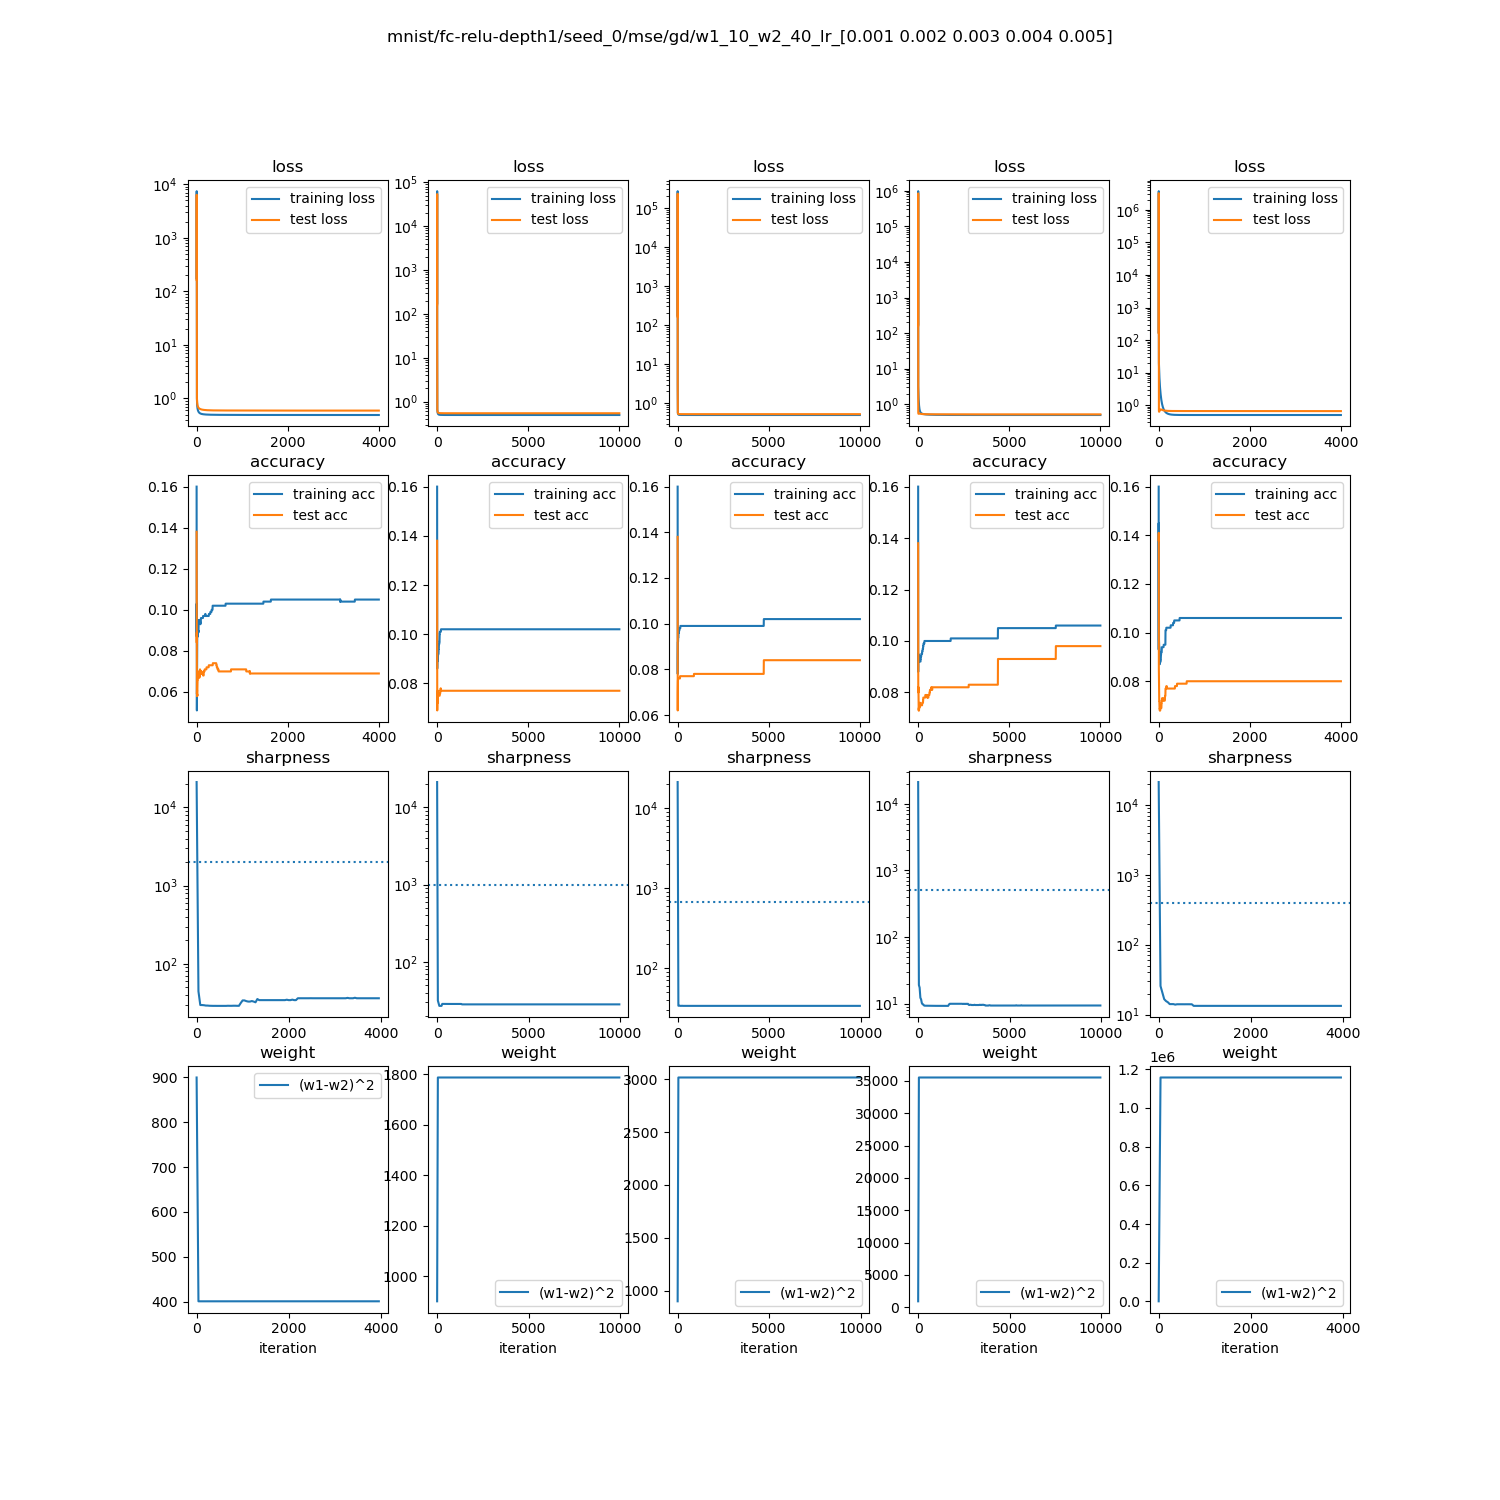 mnist/fc-relu-depth1/seed_0/mse/gd/w1_10_w2_40_lr_[0.001 0.002 0.003 0.004 0.005]
loss loss loss loss loss
10^4 10^3 10^2 10^1 10^0
training loss
test loss
0 2000 4000
10^5 10^4 10^3 10^2 10^1 10^0
training loss
test loss
0 5000 10000
10^5 10^4 10^3 10^2 10^1 10^0
training loss
test loss
0 5000 10000
10^6 10^5 10^4 10^3 10^2 10^1 10^0
training loss
test loss
0 5000 10000
10^6 10^5 10^4 10^3 10^2 10^1 10^0
training loss
test loss
0 2000 4000
accuracy accuracy accuracy accuracy accuracy
0.16 0.14 0.12 0.10 0.08 0.06
training acc
test acc
0 2000 4000
0.16 0.14 0.12 0.10 0.08
training acc
test acc
0 5000 10000
0.16 0.14 0.12 0.10 0.08 0.06
training acc
test acc
0 5000 10000
0.16 0.14 0.12 0.10 0.08
training acc
test acc
0 5000 10000
0.16 0.14 0.12 0.10 0.08
training acc
test acc
0 2000 4000
sharpness sharpness sharpness sharpness sharpness
10^4 10^3 10^2
0 2000 4000
10^4 10^3 10^2
0 5000 10000
10^4 10^3 10^2
0 5000 10000
10^4 10^3 10^2 10^1
0 5000 10000
10^4 10^3 10^2 10^1
0 2000 4000
weight weight weight weight weight
900 800 700 600 500 400
(w1-w2)^2
0 2000 4000
iteration
1800 1600 1400 1200 1000
(w1-w2)^2
0 5000 10000
iteration
3000 2500 2000 1500 1000
(w1-w2)^2
0 5000 10000
iteration
35000 30000 25000 20000 15000 10000 5000 0
(w1-w2)^2
0 5000 10000
iteration
1e6
1.2 1.0 0.8 0.6 0.4 0.2 0.0
(w1-w2)^2
0 2000 4000
iteration